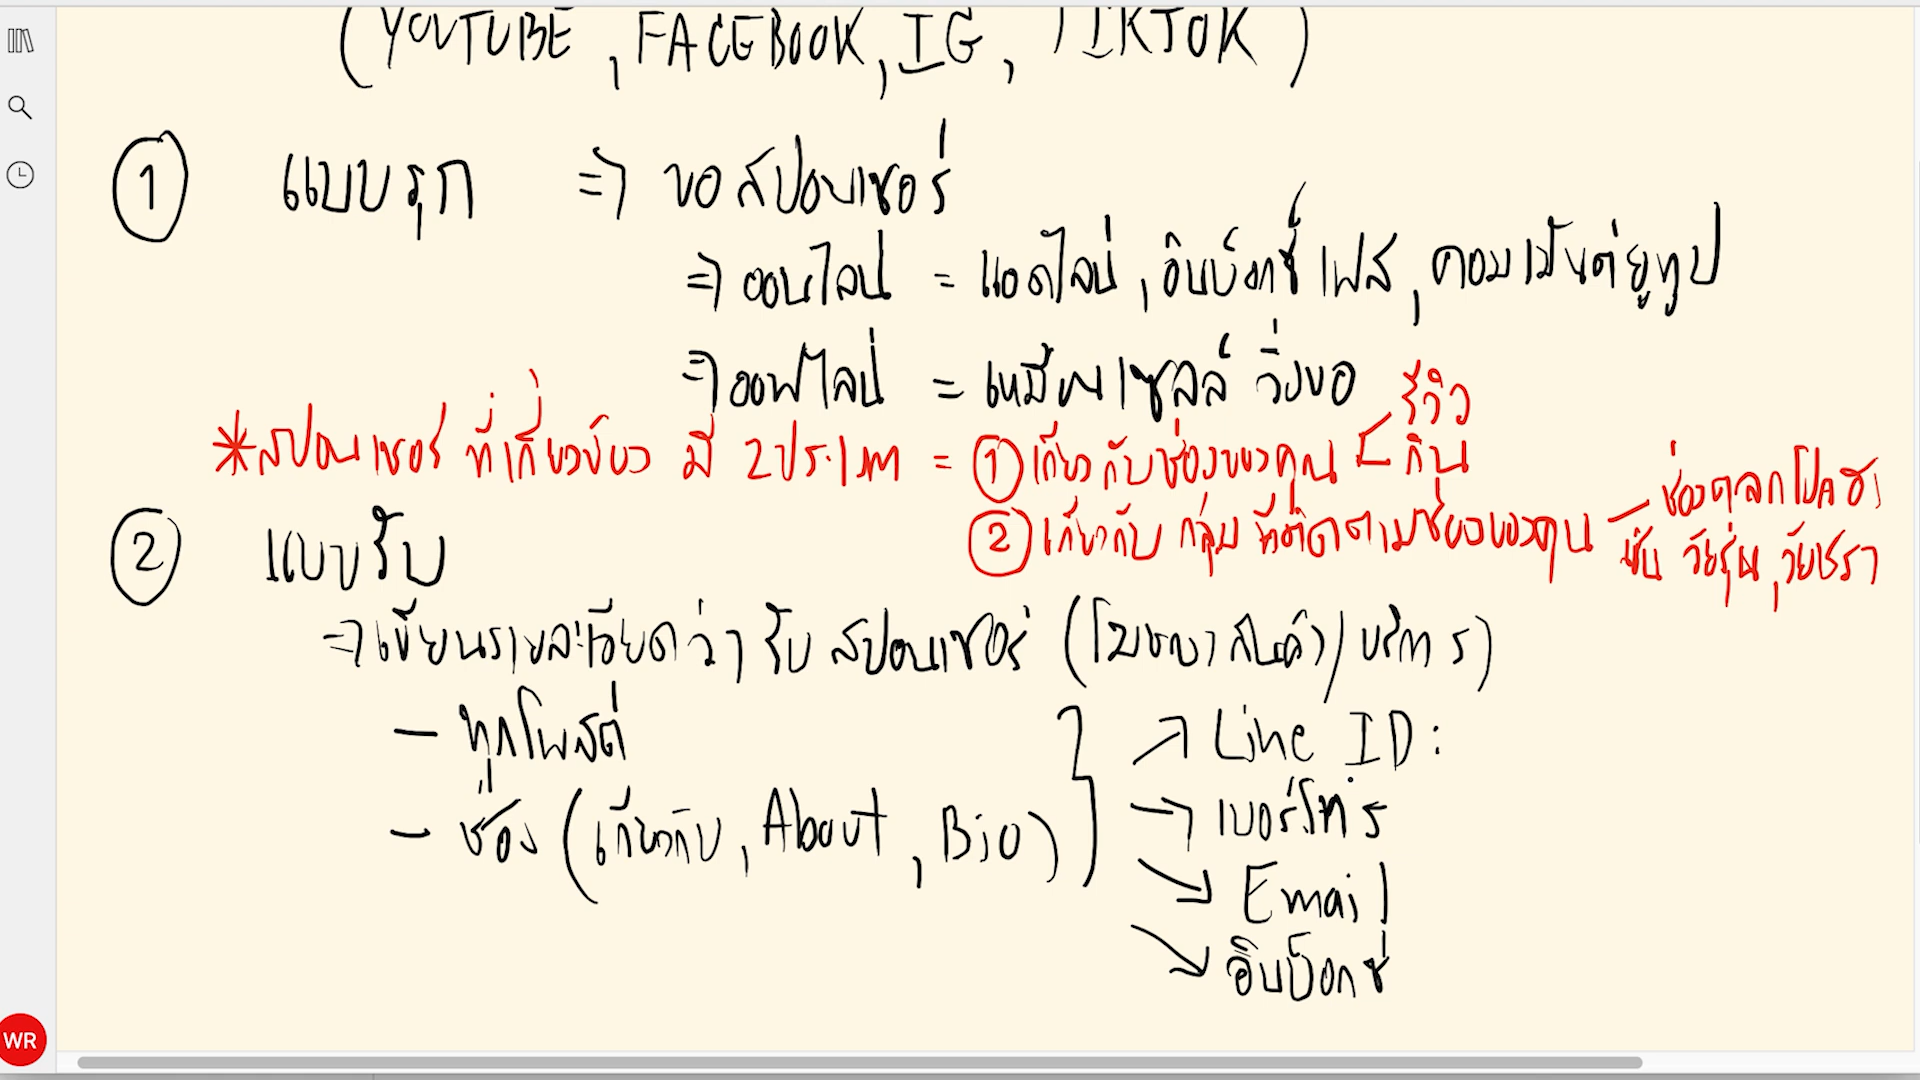 (YOUTUBE, FACEBOOK, IG, TIKTOK)
① แบบรุก ⇒ ขอสปอนเซอร์
⇒ ออนไลน์ = แอดไลน์, อินบ็อกซ์เฟส, คอมเม้นต์ยูทูป
⇒ ออฟไลน์ = เหมือนเซลล์ วิ่งขอ
*สปอนเซอร์ ที่เกี่ยวข้อง มี 2 ประเภท = ① เกี่ยวกับช่องของคุณ รีวิว กิน
② เกี่ยวกับ กลุ่ม ที่ติดตามช่องของคุณ ช่องตลกโปกฮา เช่น วัยรุ่น, วัยชรา
② แบบรับ
⇒ เขียนรายละเอียดว่า รับ สปอนเซอร์ (โฆษณา สินค้า/บริการ)
- ทุกโพสต์
- ช่อง (เกี่ยวกับ, About, Bio)
→ Line ID:
→ เบอร์โทร
→ Email
→ อินบ็อกซ์
WR